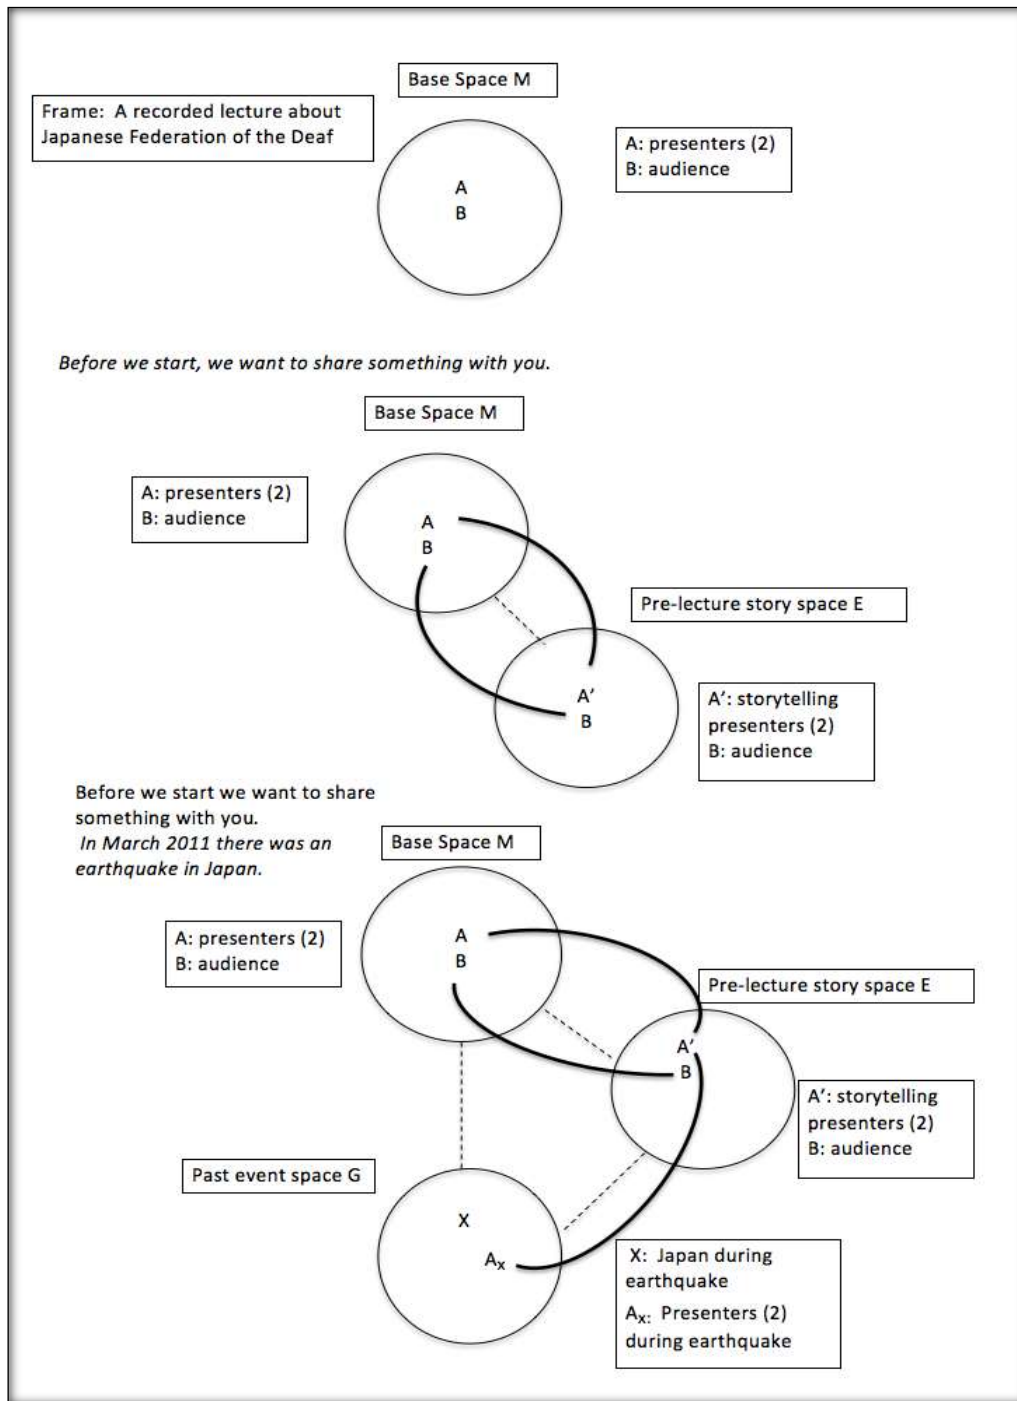 Base Space M
Frame:  A recorded lecture about
Japanese Federation of the Deaf
A: presenters (2)
B: audience
A
B
Before we start, we want to share something with you.
Base Space M
A: presenters (2)
B: audience
A
B
Pre-lecture story space E
A'
B
A': storytelling
presenters (2)
B: audience
Before we start we want to share
something with you.
In March 2011 there was an
earthquake in Japan.
Base Space M
A: presenters (2)
B: audience
A
B
Pre-lecture story space E
A'
B
A': storytelling
presenters (2)
B: audience
Past event space G
X
Ax
X:  Japan during
earthquake
Ax:  Presenters (2)
during earthquake